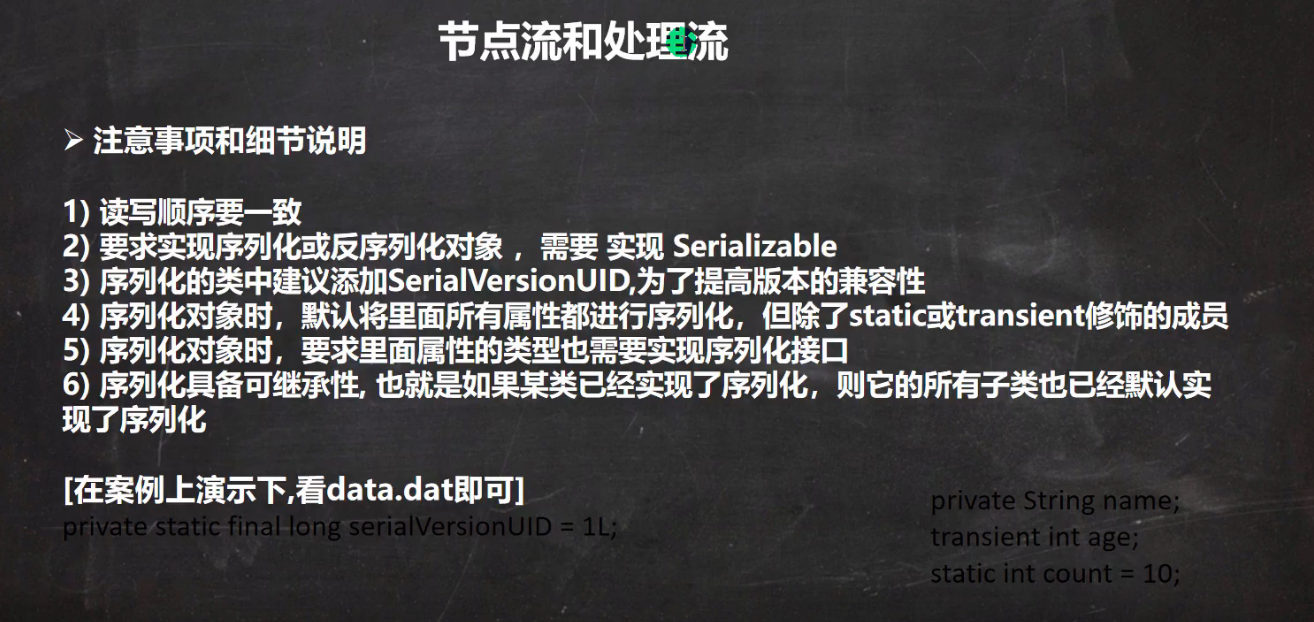 节点流和处理流
注意事项和细节说明
1) 读写顺序要一致
2) 要求实现序列化或反序列化对象 ，需要 实现 Serializable
3) 序列化的类中建议添加SerialVersionUID,为了提高版本的兼容性
4) 序列化对象时，默认将里面所有属性都进行序列化，但除了static或transient修饰的成员
5) 序列化对象时，要求里面属性的类型也需要实现序列化接口
6) 序列化具备可继承性, 也就是如果某类已经实现了序列化，则它的所有子类也已经默认实
现了序列化
[在案例上演示下,看data.dat即可]
private static final long serialVersionUID = 1L;
private String name;
transient int age;
static int count = 10;